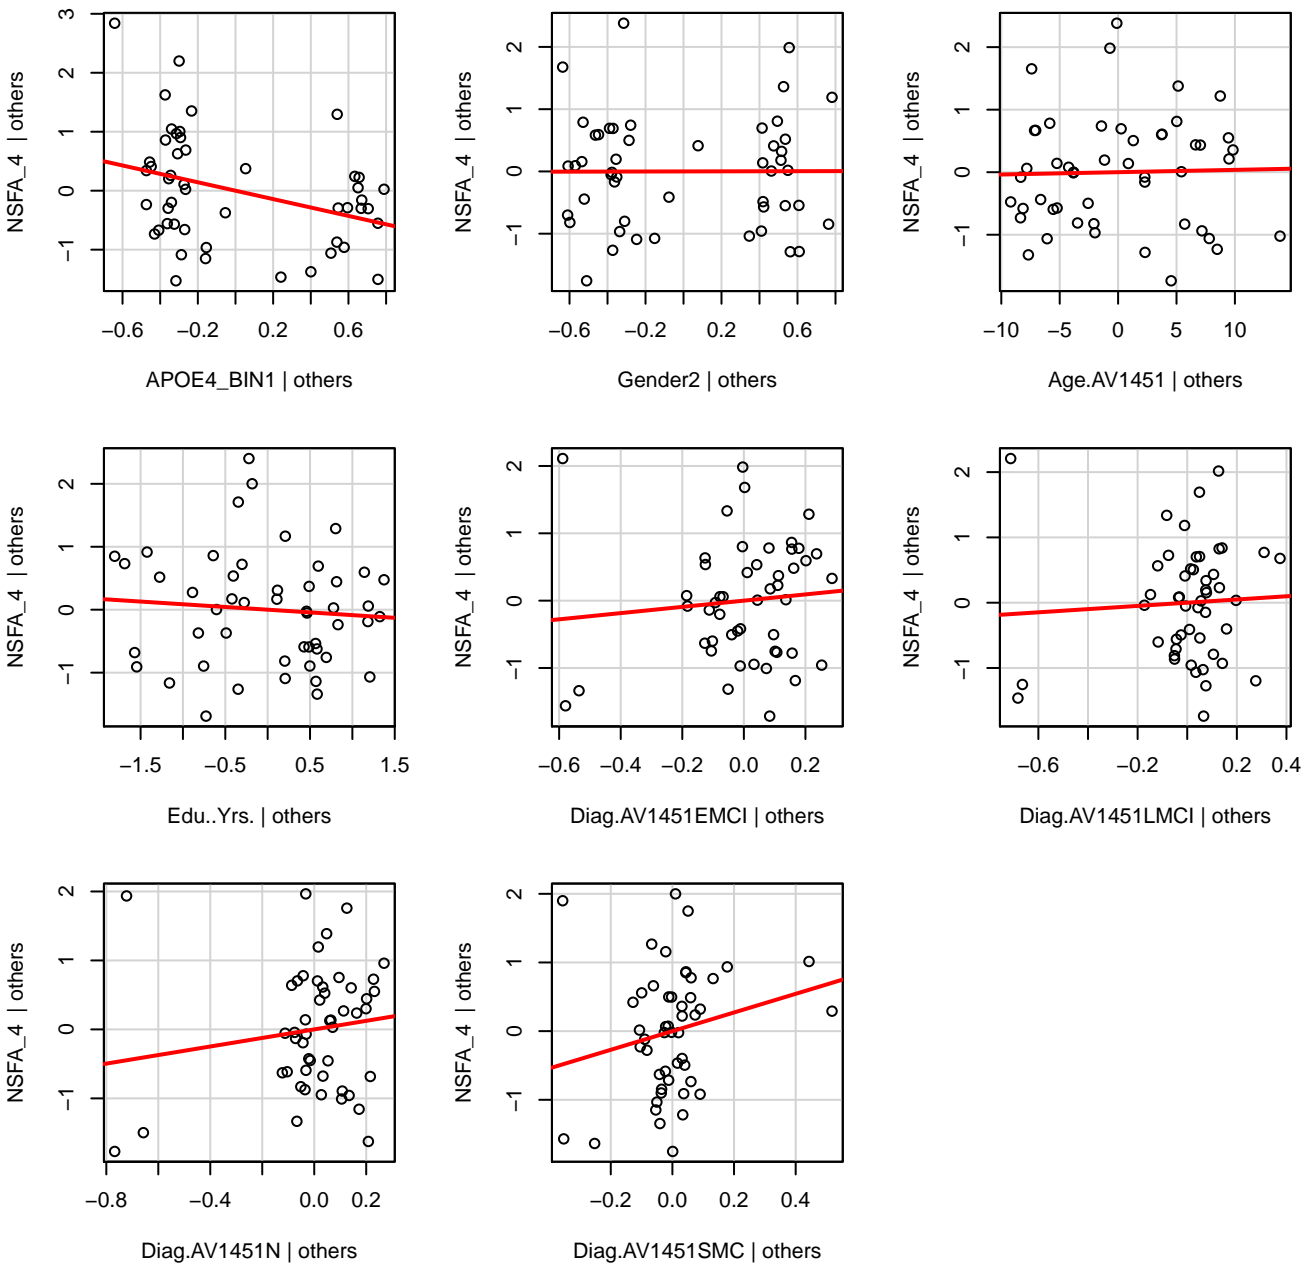 3
2
1
0
−1
NSFA_4 | others
−0.6 −0.2 0.2 0.6
APOE4_BIN1 | others
2
1
0
−1
NSFA_4 | others
−0.6 −0.2 0.2 0.6
Gender2 | others
2
1
0
−1
NSFA_4 | others
−10 −5 0 5 10
Age.AV1451 | others
2
1
0
−1
NSFA_4 | others
−1.5 −0.5 0.5 1.5
Edu..Yrs. | others
2
1
0
−1
NSFA_4 | others
−0.6 −0.4 −0.2 0.0 0.2
Diag.AV1451EMCI | others
2
1
0
−1
NSFA_4 | others
−0.6 −0.2 0.2 0.4
Diag.AV1451LMCI | others
2
1
0
−1
NSFA_4 | others
−0.8 −0.4 0.0 0.2
Diag.AV1451N | others
2
1
0
−1
NSFA_4 | others
−0.2 0.0 0.2 0.4
Diag.AV1451SMC | others